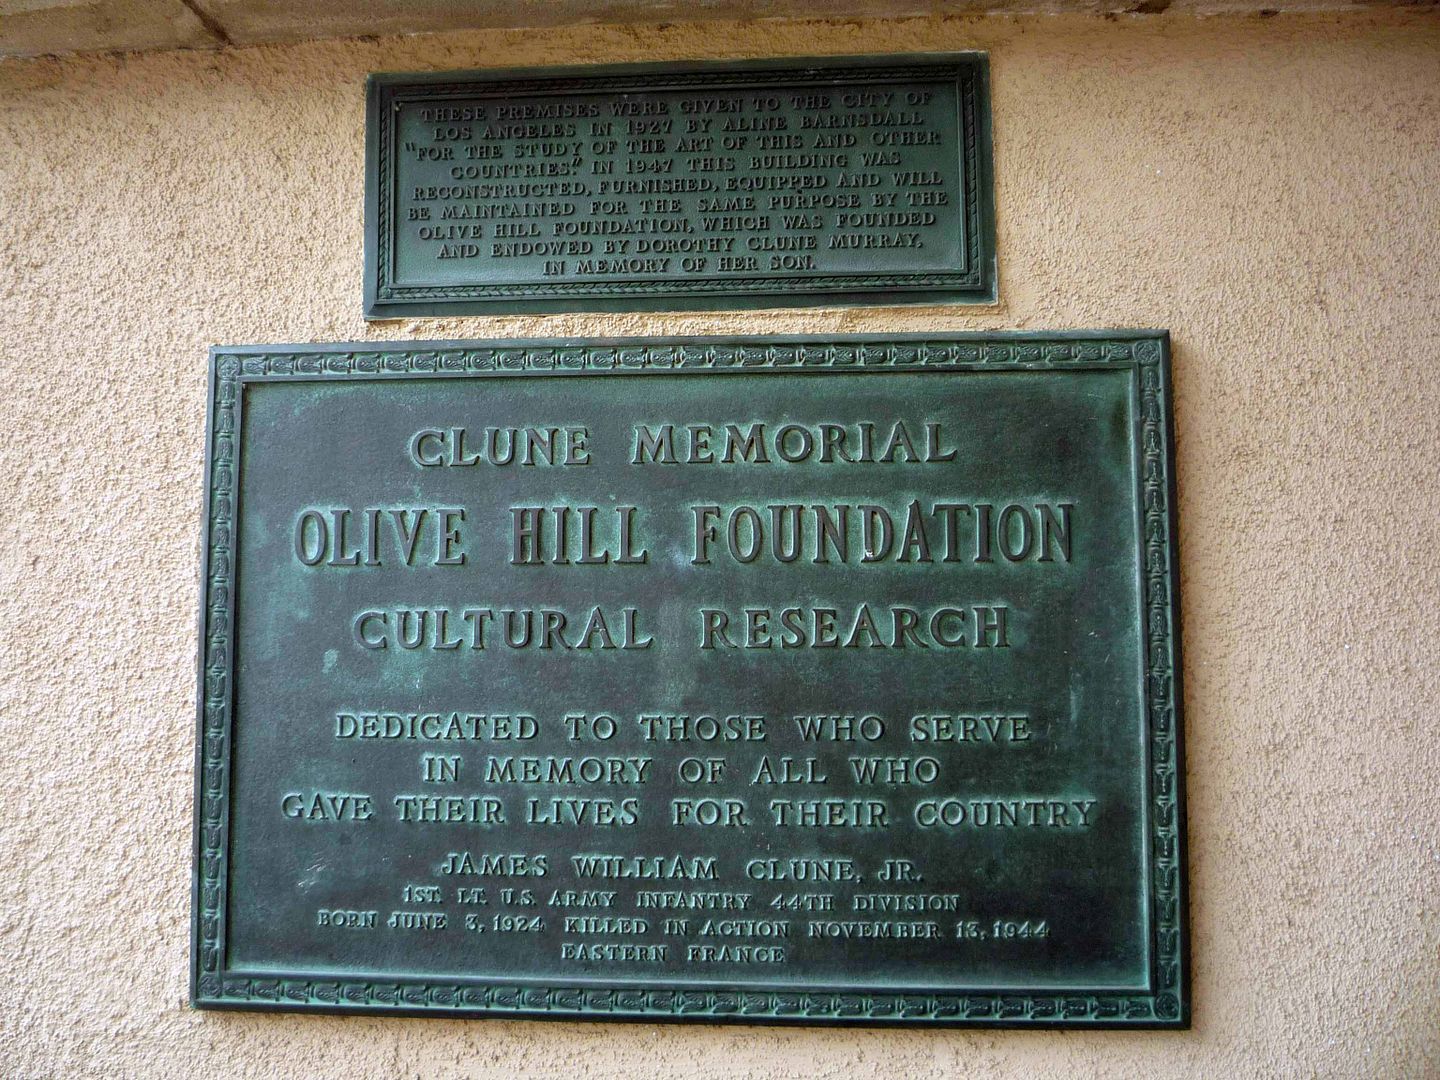 THESE PREMISES WERE GIVEN TO THE CITY OF
LOS ANGELES IN 1927 BY ALINE BARNSDALL
"FOR THE STUDY OF THE ART OF THIS AND OTHER
COUNTRIES." IN 1947 THIS BUILDING WAS
RECONSTRUCTED, FURNISHED, EQUIPPED AND WILL
BE MAINTAINED FOR THE SAME PURPOSE BY THE
OLIVE HILL FOUNDATION, WHICH WAS FOUNDED
AND ENDOWED BY DOROTHY CLUNE MURRAY,
IN MEMORY OF HER SON.
CLUNE MEMORIAL
OLIVE HILL FOUNDATION
CULTURAL RESEARCH
DEDICATED TO THOSE WHO SERVE
IN MEMORY OF ALL WHO
GAVE THEIR LIVES FOR THEIR COUNTRY
JAMES WILLIAM CLUNE, JR.
1ST. LT. U.S. ARMY INFANTRY 44TH DIVISION
BORN JUNE 3, 1924 KILLED IN ACTION NOVEMBER 13, 1944
EASTERN FRANCE